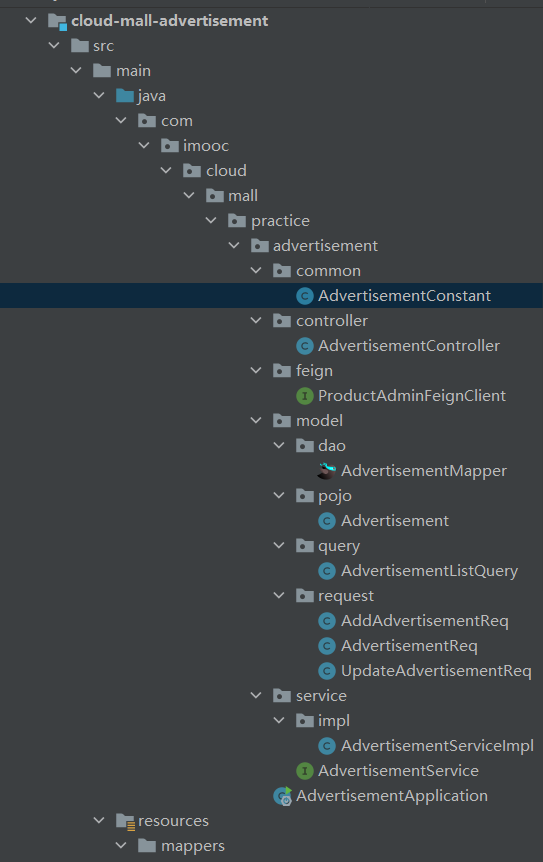 cloud-mall-advertisement
src
main
java
com
imooc
cloud
mall
practice
advertisement
common
AdvertisementConstant
controller
AdvertisementController
feign
ProductAdminFeignClient
model
dao
AdvertisementMapper
pojo
Advertisement
query
AdvertisementListQuery
request
AddAdvertisementReq
AdvertisementReq
UpdateAdvertisementReq
service
impl
AdvertisementServiceImpl
AdvertisementService
AdvertisementApplication
resources
mappers